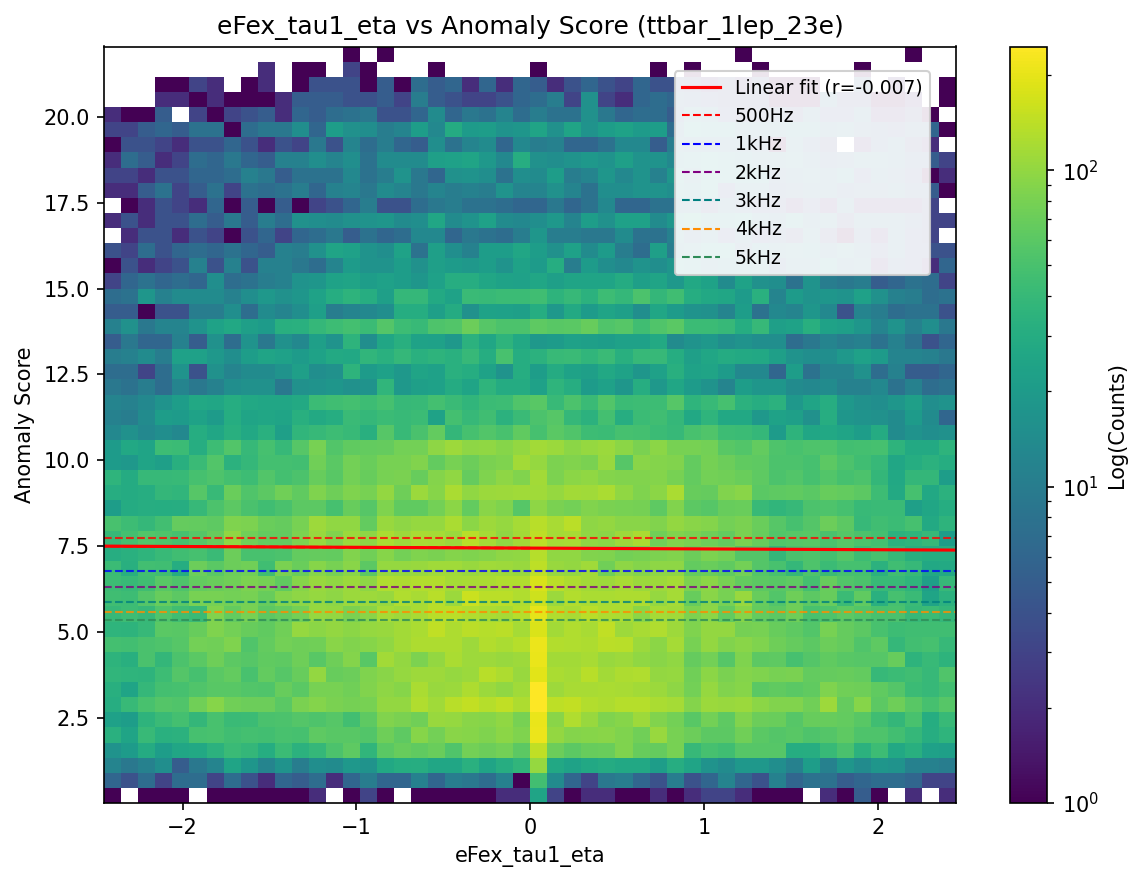 eFex_tau1_eta vs Anomaly Score (ttbar_1lep_23e)
Linear fit (r=-0.007)
500Hz
1kHz
2kHz
3kHz
4kHz
5kHz
20.0
17.5
15.0
12.5
10.0
7.5
5.0
2.5
Anomaly Score
−2
−1
0
1
2
eFex_tau1_eta
10²
10¹
10⁰
Log(Counts)